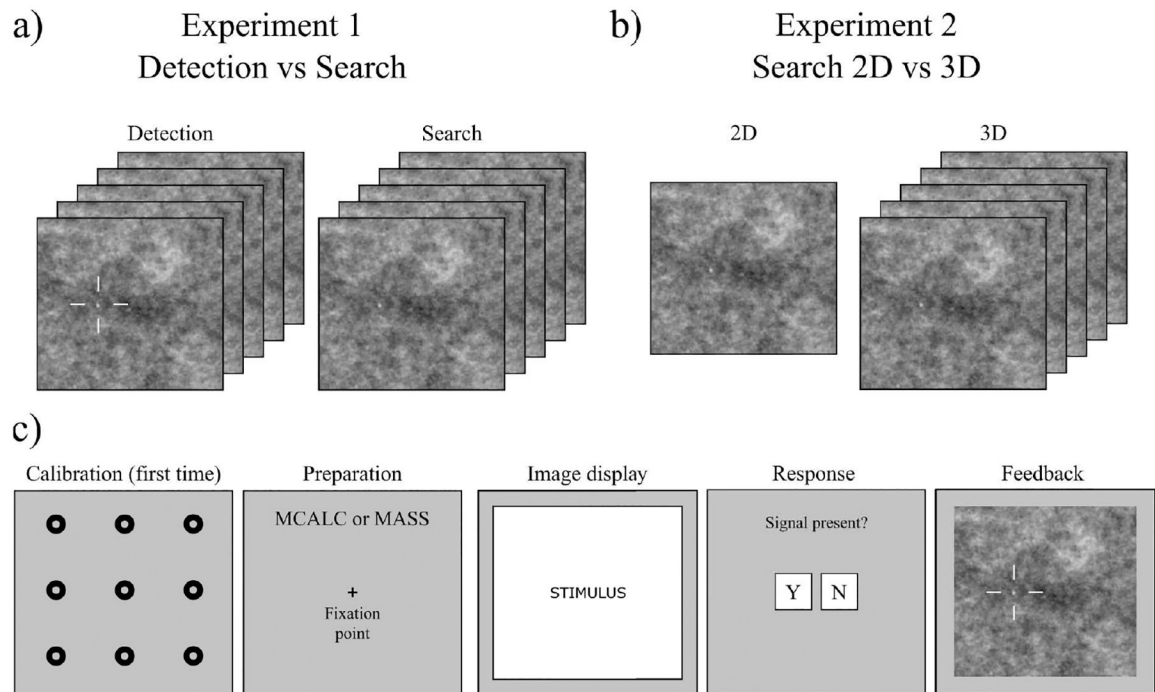 a)
Experiment 1
Detection vs Search
Detection
Search
b)
Experiment 2
Search 2D vs 3D
2D
3D
c)
Calibration (first time)
Preparation
MCALC or MASS
+
Fixation
point
Image display
STIMULUS
Response
Signal present?
Y N
Feedback